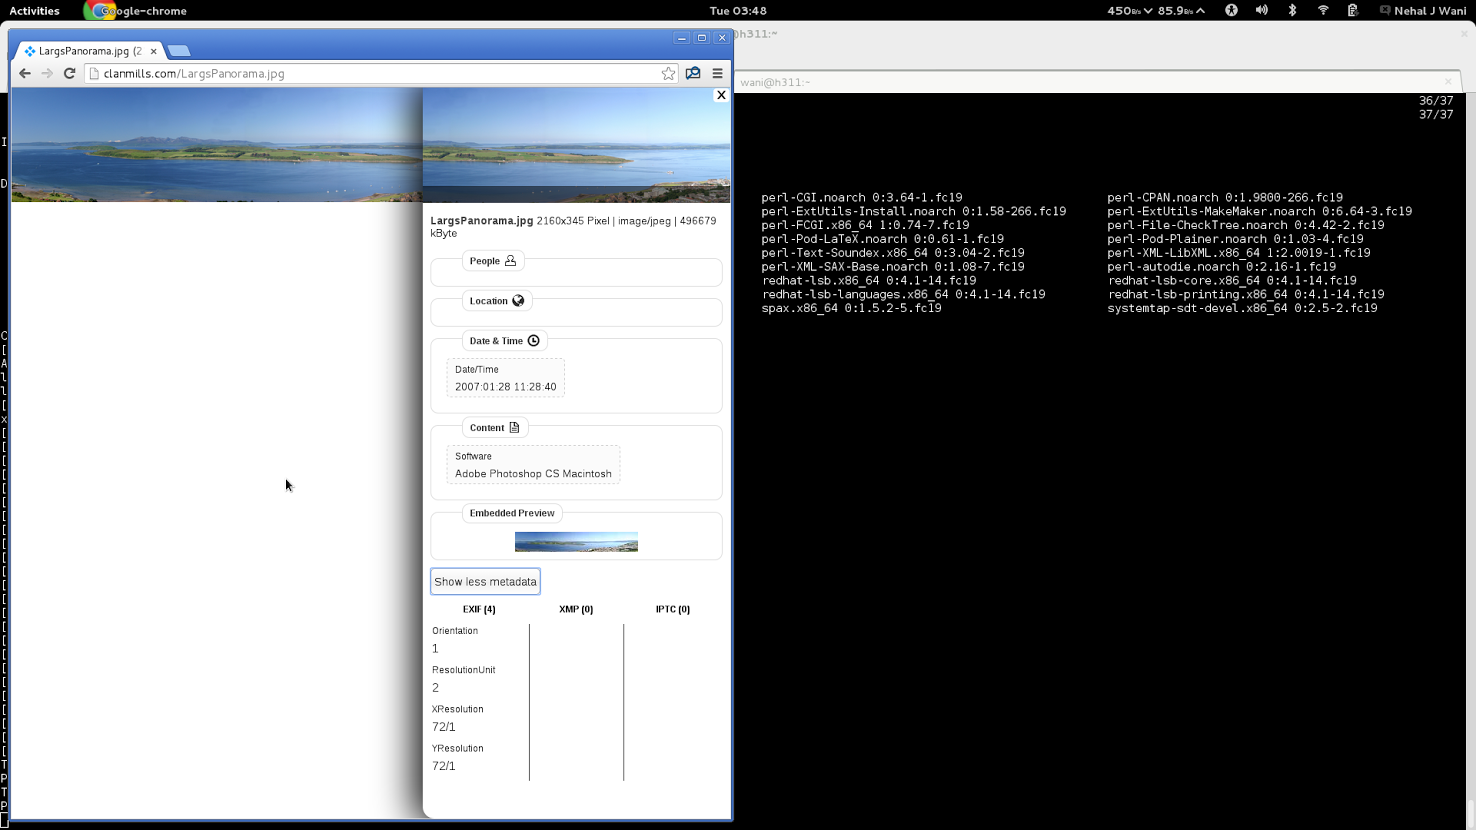 Activities
Google-chrome
Tue 03:48
450B/s 85.9B/s
Nehal J Wani
@h311:~
LargsPanorama.jpg (2
clanmills.com/LargsPanorama.jpg
wani@h311:~
X
36/37
37/37
I
D
perl-CGI.noarch 0:3.64-1.fc19 perl-CPAN.noarch 0:1.9800-266.fc19
perl-ExtUtils-Install.noarch 0:1.58-266.fc19 perl-ExtUtils-MakeMaker.noarch 0:6.64-3.fc19
perl-FCGI.x86_64 1:0.74-7.fc19 perl-File-CheckTree.noarch 0:4.42-2.fc19
perl-Pod-LaTeX.noarch 0:0.61-1.fc19 perl-Pod-Plainer.noarch 0:1.03-4.fc19
perl-Text-Soundex.x86_64 0:3.04-2.fc19 perl-XML-LibXML.x86_64 1:2.0019-1.fc19
perl-XML-SAX-Base.noarch 0:1.08-7.fc19 perl-autodie.noarch 0:2.16-1.fc19
redhat-lsb.x86_64 0:4.1-14.fc19 redhat-lsb-core.x86_64 0:4.1-14.fc19
redhat-lsb-languages.x86_64 0:4.1-14.fc19 redhat-lsb-printing.x86_64 0:4.1-14.fc19
spax.x86_64 0:1.5.2-5.fc19 systemtap-sdt-devel.x86_64 0:2.5-2.fc19
LargsPanorama.jpg 2160x345 Pixel | image/jpeg | 496679
kByte
People
Location
Date & Time
Date/Time
2007:01:28 11:28:40
Content
Software
Adobe Photoshop CS Macintosh
Embedded Preview
Show less metadata
EXIF (4) XMP (0) IPTC (0)
Orientation
1
ResolutionUnit
2
XResolution
72/1
YResolution
72/1